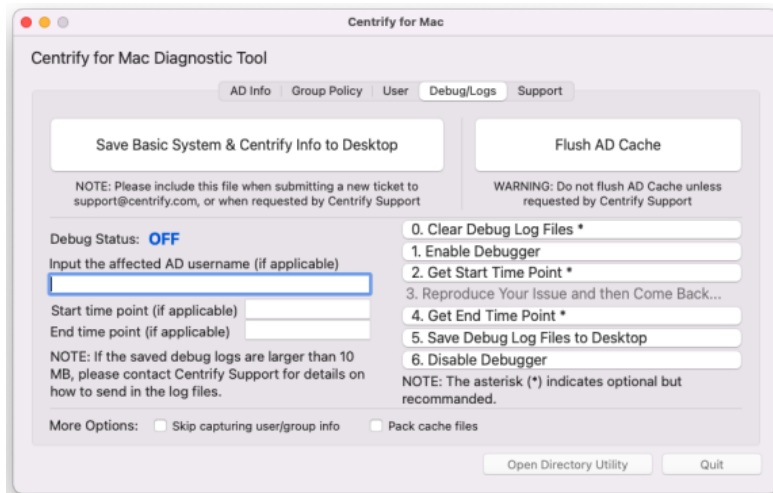 Centrify for Mac
Centrify for Mac Diagnostic Tool
AD Info
Group Policy
User
Debug/Logs
Support
Save Basic System & Centrify Info to Desktop
NOTE: Please include this file when submitting a new ticket to
support@centrify.com, or when requested by Centrify Support
Flush AD Cache
WARNING: Do not flush AD Cache unless
requested by Centrify Support
Debug Status: OFF
Input the affected AD username (if applicable)
Start time point (if applicable)
End time point (if applicable)
NOTE: If the saved debug logs are larger than 10
MB, please contact Centrify Support for details on
how to send in the log files.
0. Clear Debug Log Files *
1. Enable Debugger
2. Get Start Time Point *
3. Reproduce Your Issue and then Come Back...
4. Get End Time Point *
5. Save Debug Log Files to Desktop
6. Disable Debugger
NOTE: The asterisk (*) indicates optional but
recommanded.
More Options:
Skip capturing user/group info
Pack cache files
Open Directory Utility
Quit